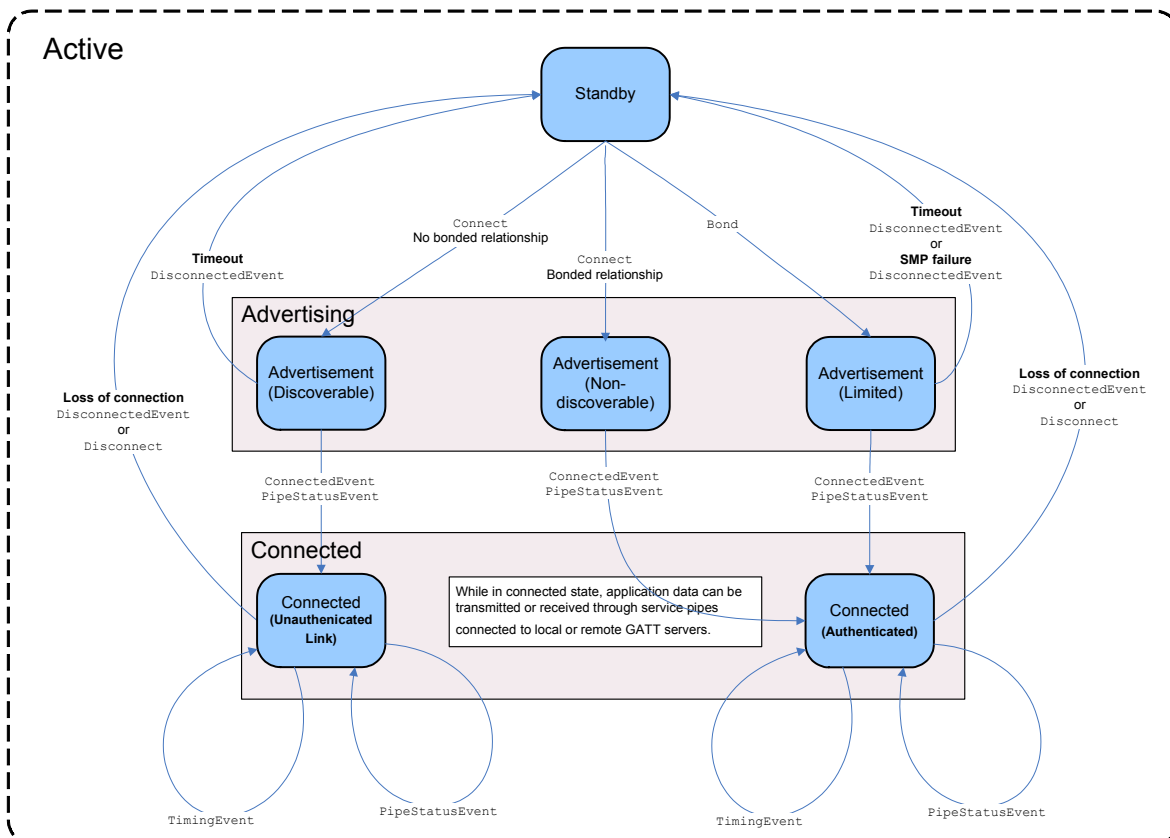 Active
Standby
Connect
No bonded relationship
Connect
Bonded relationship
Bond
Timeout
DisconnectedEvent
or
SMP failure
DisconnectedEvent
Timeout
DisconnectedEvent
Advertising
Advertisement
(Discoverable)
Advertisement
(Non-
discoverable)
Advertisement
(Limited)
Loss of connection
DisconnectedEvent
or
Disconnect
Loss of connection
DisconnectedEvent
or
Disconnect
ConnectedEvent
PipeStatusEvent
ConnectedEvent
PipeStatusEvent
ConnectedEvent
PipeStatusEvent
Connected
Connected
(Unauthenicated
Link)
While in connected state, application data can be
transmitted or received through service pipes
connected to local or remote GATT servers.
Connected
(Authenticated)
TimingEvent
PipeStatusEvent
TimingEvent
PipeStatusEvent